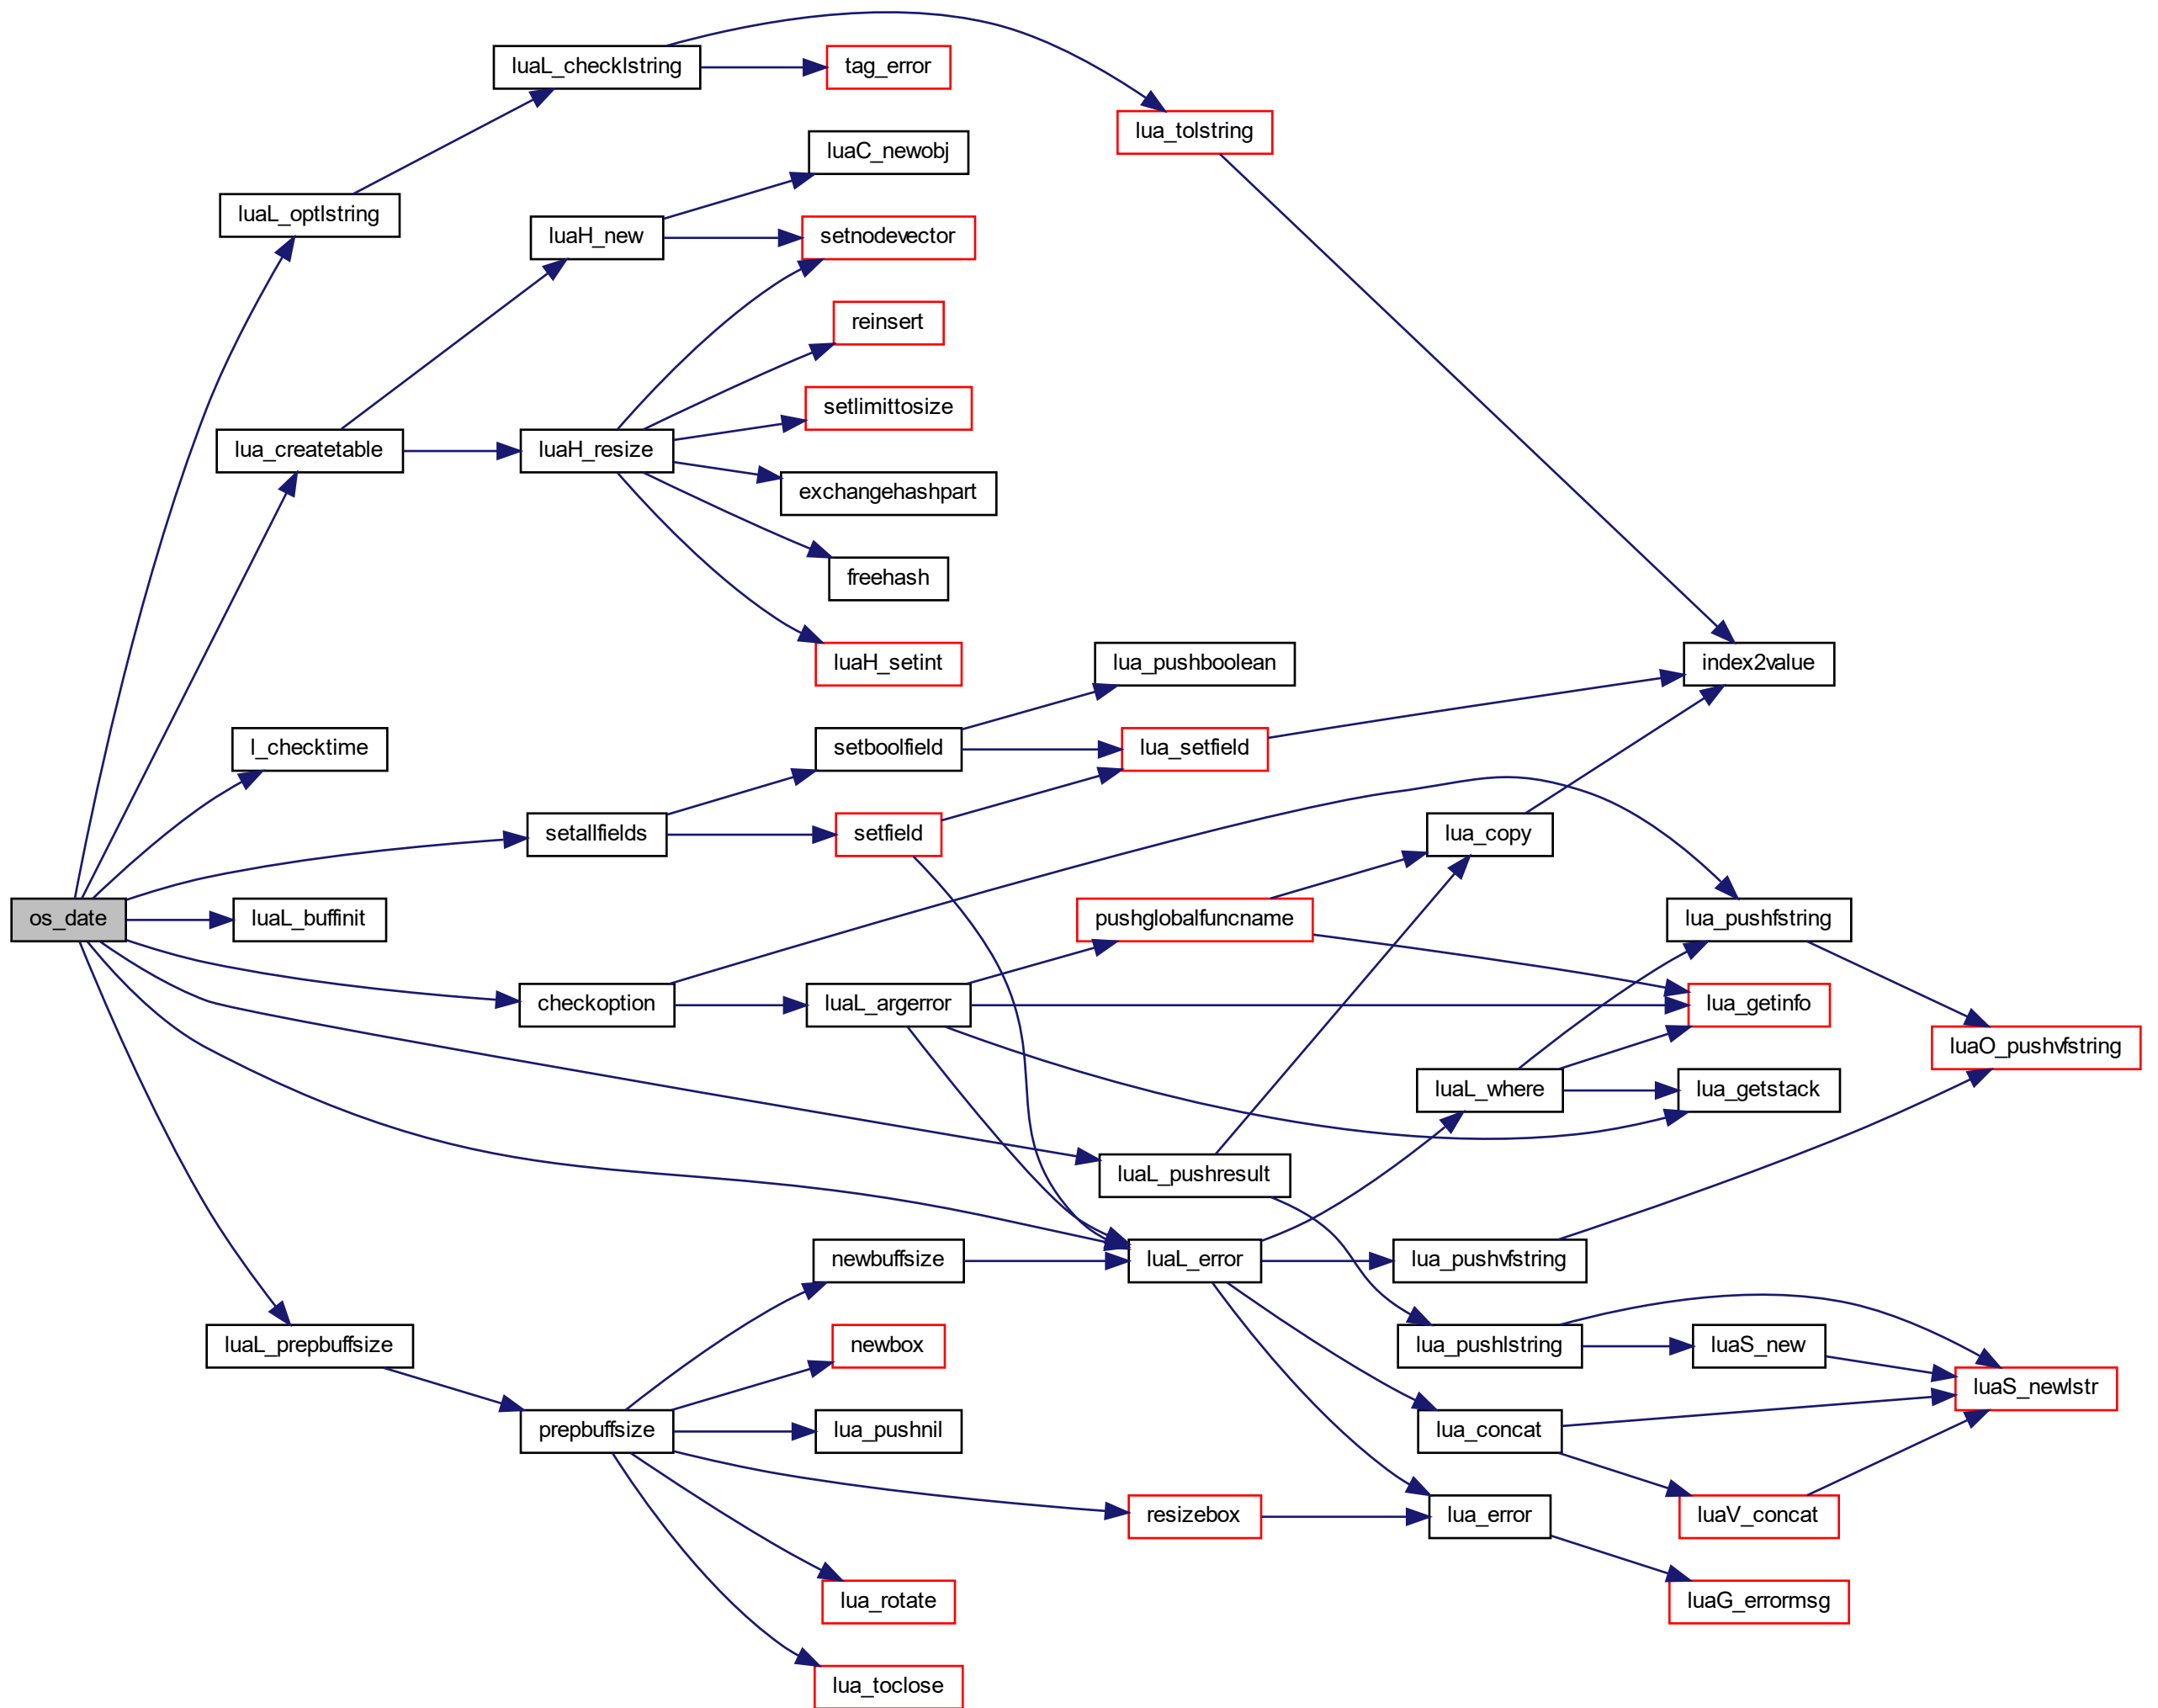 luaL_checklstring
tag_error
lua_tolstring
luaC_newobj
luaL_optlstring
luaH_new
setnodevector
reinsert
setlimittosize
lua_createtable
luaH_resize
exchangehashpart
freehash
luaH_setint
lua_pushboolean
index2value
l_checktime
setboolfield
lua_setfield
setallfields
setfield
lua_copy
os_date
luaL_buffinit
pushglobalfuncname
lua_pushfstring
checkoption
luaL_argerror
lua_getinfo
luaO_pushvfstring
luaL_where
lua_getstack
luaL_pushresult
newbuffsize
luaL_error
lua_pushvfstring
luaL_prepbuffsize
newbox
lua_pushlstring
luaS_new
luaS_newlstr
prepbuffsize
lua_pushnil
lua_concat
resizebox
lua_error
luaV_concat
lua_rotate
luaG_errormsg
lua_toclose